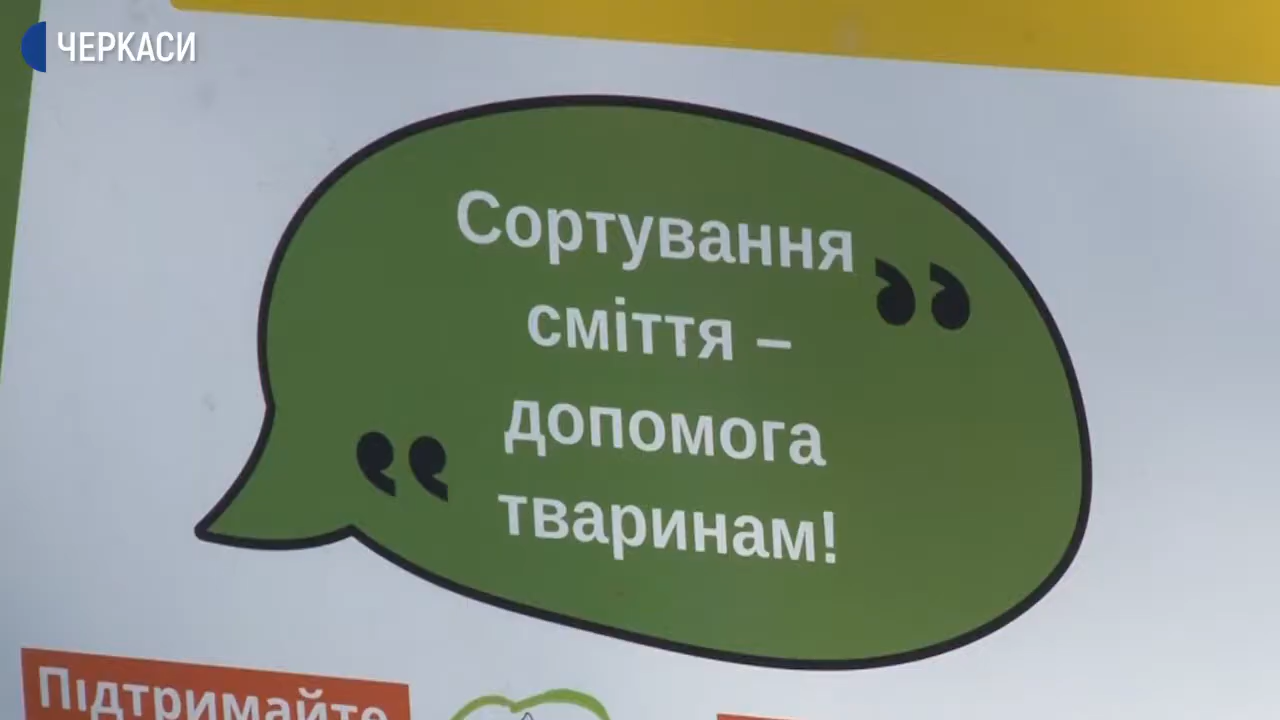 ЧЕРКАСИ
Сортування
сміття –
допомога
тваринам!
Підтримайте